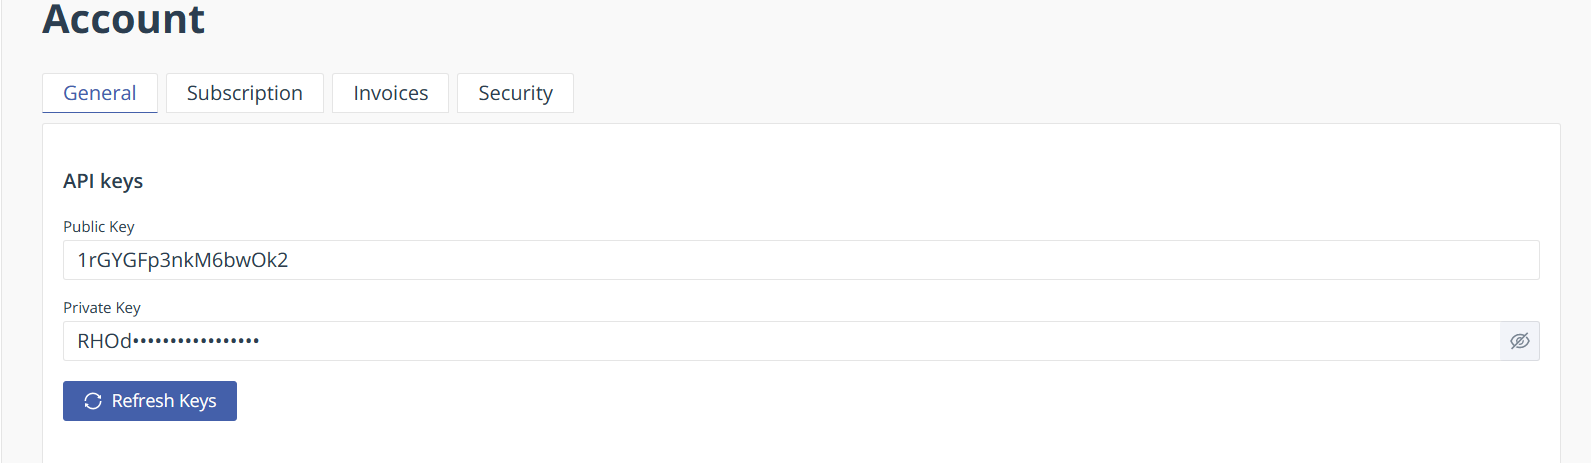 Account
General
Subscription
Invoices
Security
API keys
Public Key
1rGYGFp3nkM6bwOk2
Private Key
RHOd•••••••••••••••••
Refresh Keys